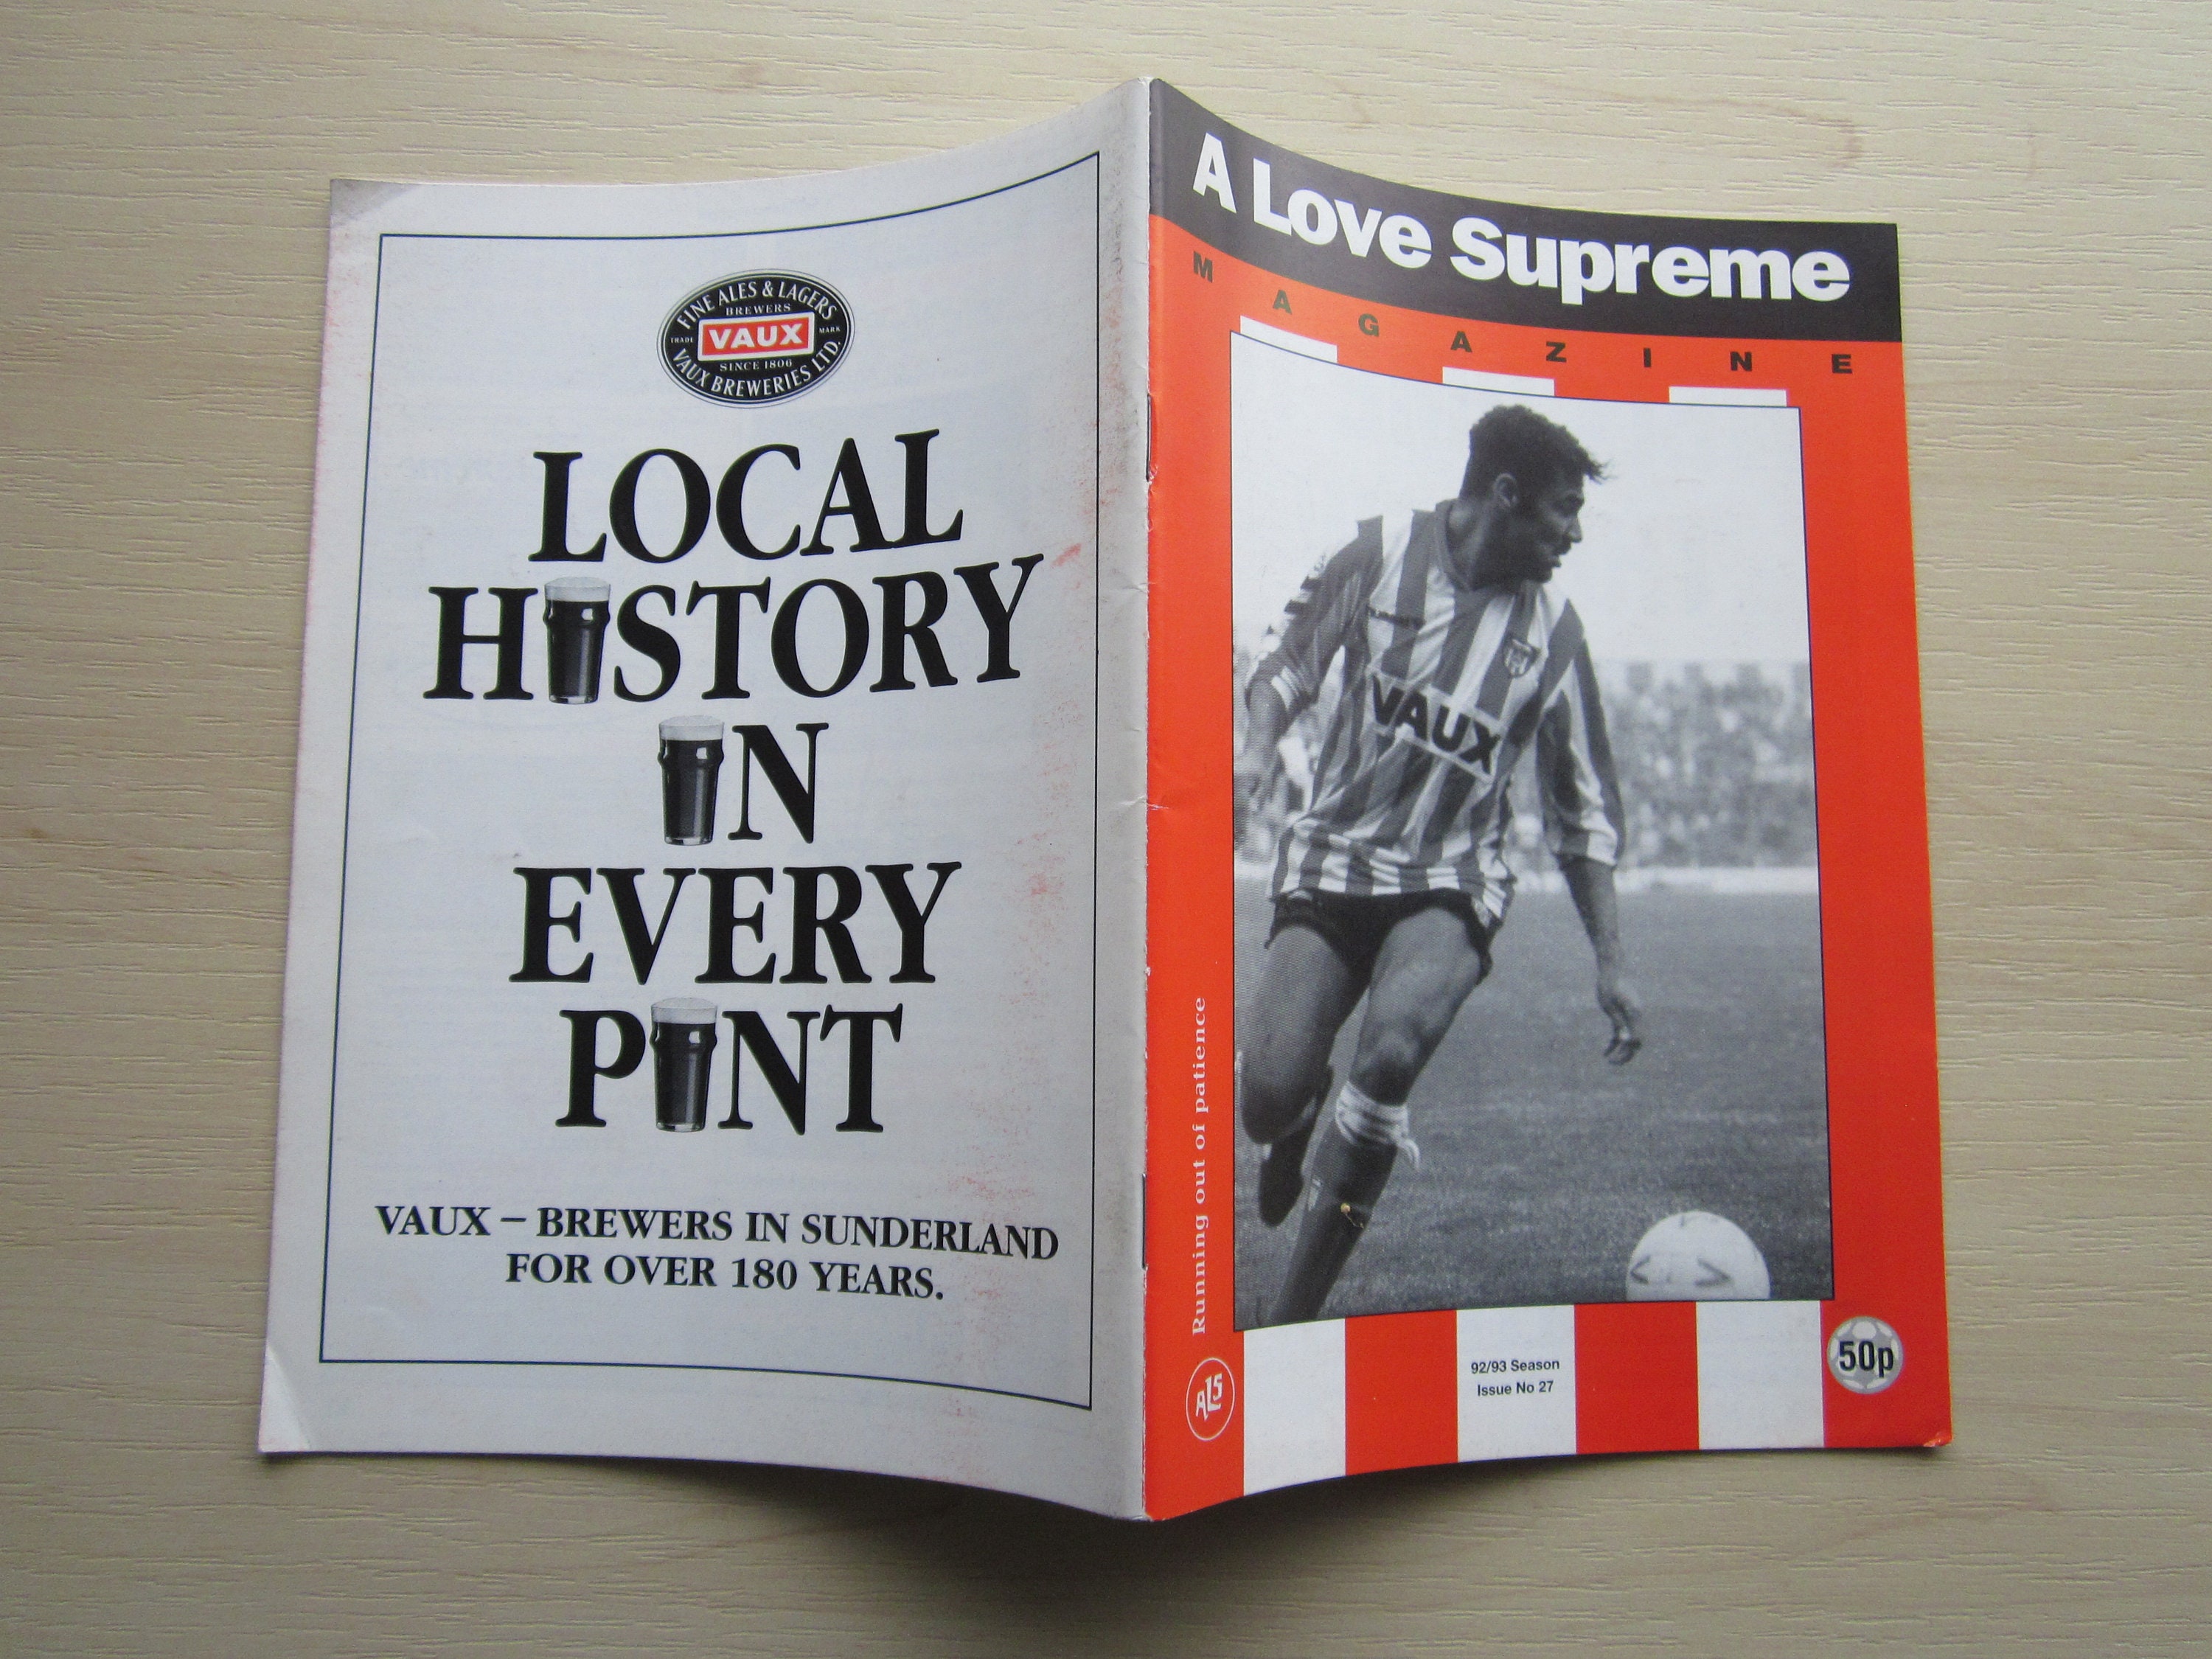 FINE ALES & LAGERS
BREWERS
TRADE VAUX MARK
SINCE 1806
VAUX BREWERIES LTD.
LOCAL
HISTORY
IN
EVERY
PINT
VAUX – BREWERS IN SUNDERLAND
FOR OVER 180 YEARS.
A Love Supreme
MAGAZINE
VAUX
Running out of patience
ALS
92/93 Season
Issue No 27
50p